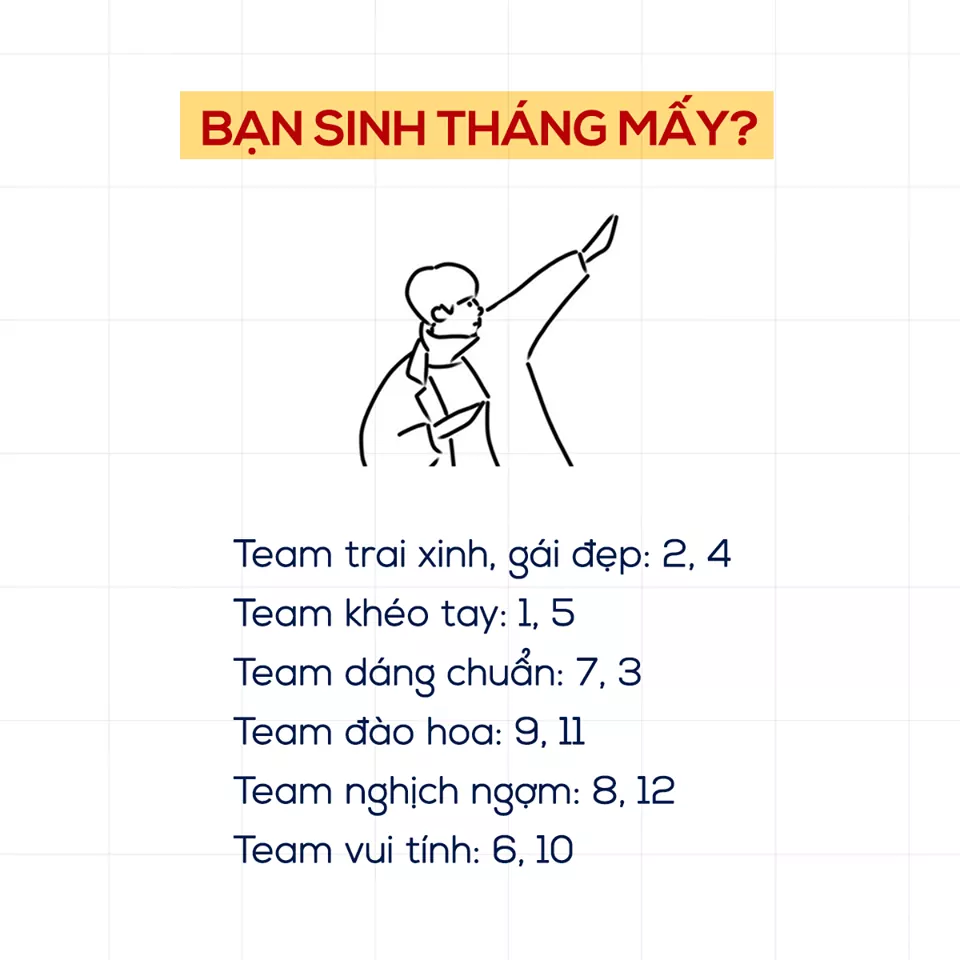 BẠN SINH THÁNG MẤY?
Team trai xinh, gái đẹp: 2, 4
Team khéo tay: 1, 5
Team dáng chuẩn: 7, 3
Team đào hoa: 9, 11
Team nghịch ngợm: 8, 12
Team vui tính: 6, 10